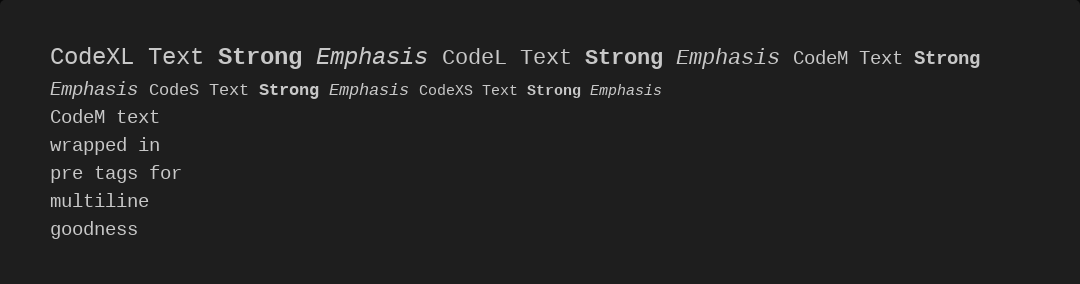 CodeXL Text Strong Emphasis CodeL Text Strong Emphasis CodeM Text Strong
Emphasis CodeS Text Strong Emphasis CodeXS Text Strong Emphasis
CodeM text
wrapped in
pre tags for
multiline
goodness